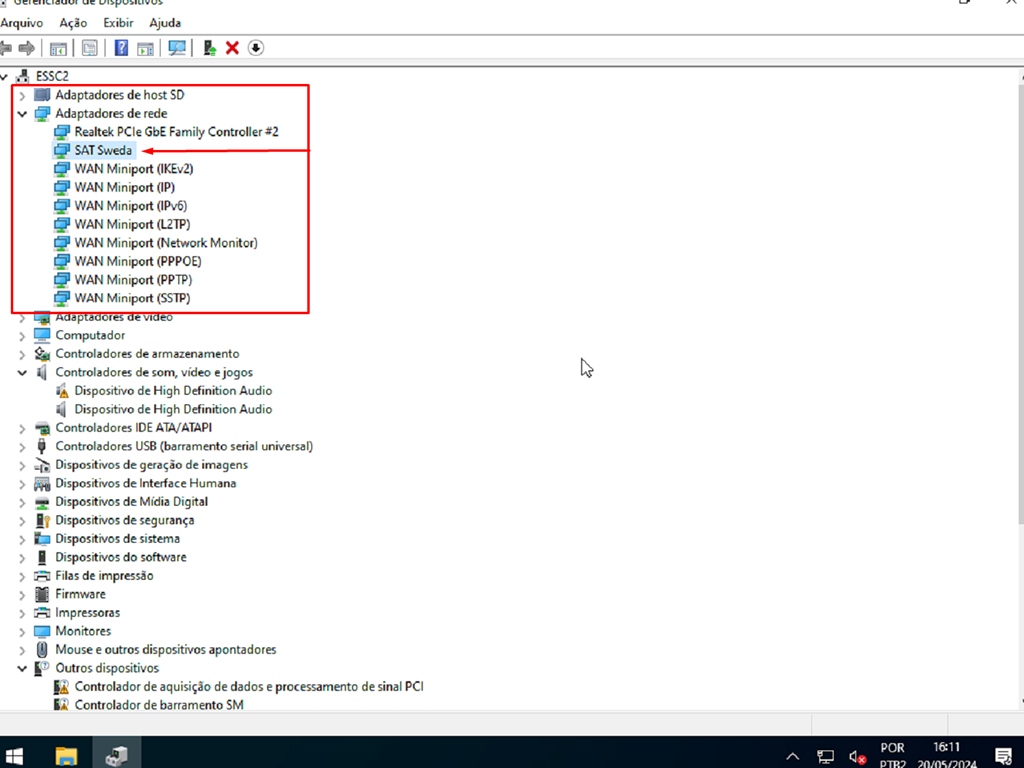 Gerenciador de Dispositivos
Arquivo Ação Exibir Ajuda
ESSC2
Adaptadores de host SD
Adaptadores de rede
Realtek PCIe GbE Family Controller #2
SAT Sweda
WAN Miniport (IKEv2)
WAN Miniport (IP)
WAN Miniport (IPv6)
WAN Miniport (L2TP)
WAN Miniport (Network Monitor)
WAN Miniport (PPPOE)
WAN Miniport (PPTP)
WAN Miniport (SSTP)
Adaptadores de vídeo
Computador
Controladores de armazenamento
Controladores de som, vídeo e jogos
Dispositivo de High Definition Audio
Dispositivo de High Definition Audio
Controladores IDE ATA/ATAPI
Controladores USB (barramento serial universal)
Dispositivos de geração de imagens
Dispositivos de Interface Humana
Dispositivos de Mídia Digital
Dispositivos de segurança
Dispositivos de sistema
Dispositivos do software
Filas de impressão
Firmware
Impressoras
Monitores
Mouse e outros dispositivos apontadores
Outros dispositivos
Controlador de aquisição de dados e processamento de sinal PCI
Controlador de barramento SM
POR 16:11
PTB2 20/05/2024